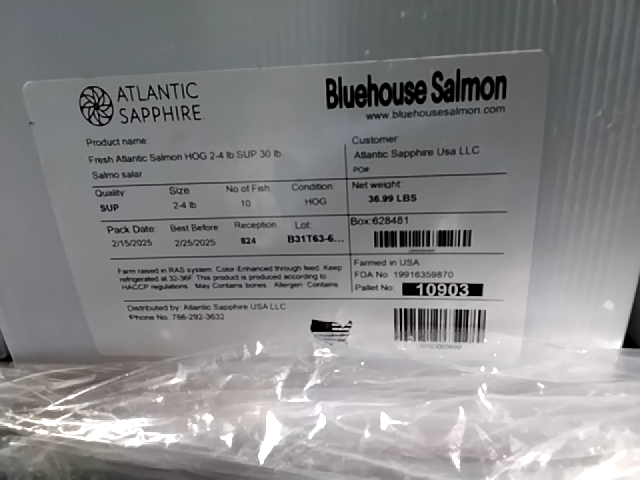 ATLANTIC
SAPPHIRE
Bluehouse Salmon
www.bluehousesalmon.com
Product name
Fresh Atlantic Salmon HOG 2-4 lb SUP 30 lb
Salmo salar
Customer
Atlantic Sapphire Usa LLC
PO#
Quality Size No of Fish Condition
SUP 2-4 lb 10 HOG
Net weight
36.99 LBS
Pack Date: Best Before Reception Lot:
2/15/2025 2/25/2025 824 B31T63-6...
Box:628481
Farm raised in RAS system. Color-Enhanced through feed. Keep
refrigerated at 32-36F. This product is produced according to
HACCP regulations. May Contains bones. Allergen: Contains
Farmed in USA
FDA No 19916359870
Pallet No: 10903
Distributed by: Atlantic Sapphire USA LLC
Phone No. 786-292-3632